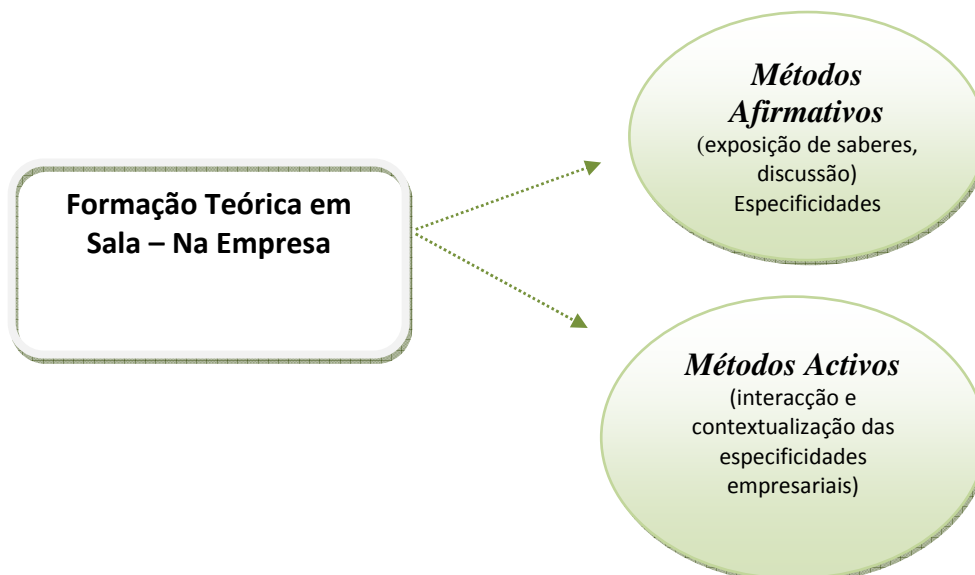 Formação Teórica em
Sala – Na Empresa
Métodos
Afirmativos
(exposição de saberes,
discussão)
Especificidades
Métodos Activos
(interacção e
contextualização das
especificidades
empresariais)